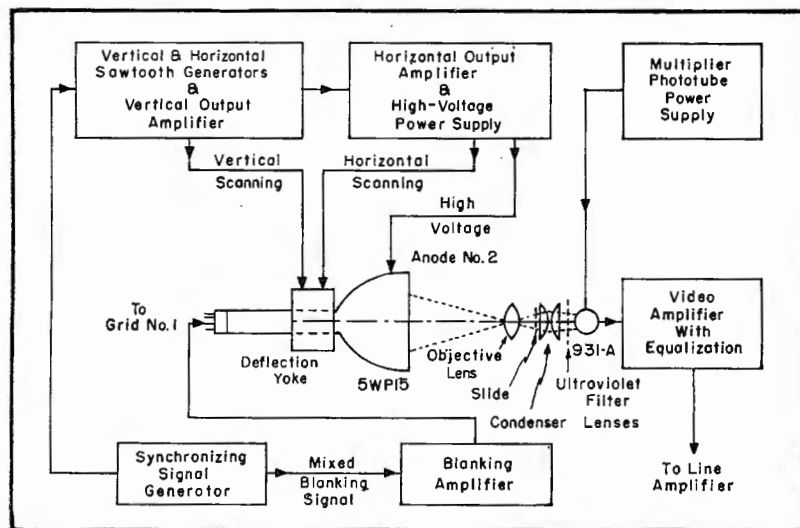 Vertical & Horizontal
Sawtooth Generators
&
Vertical Output
Amplifier
Horizontal Output
Amplifier
&
High-Voltage
Power Supply
Multiplier
Phototube
Power
Supply
Vertical
Scanning
Horizontal
Scanning
High
Voltage
Anode No.2
To
Grid No.1
Deflection
Yoke
5WP15
Objective
Lens
Slide
Condenser
931-A
Ultraviolet
Filter
Lenses
Video
Amplifier
With
Equalization
Synchronizing
Signal
Generator
Mixed
Blanking
Signal
Blanking
Amplifier
To Line
Amplifier